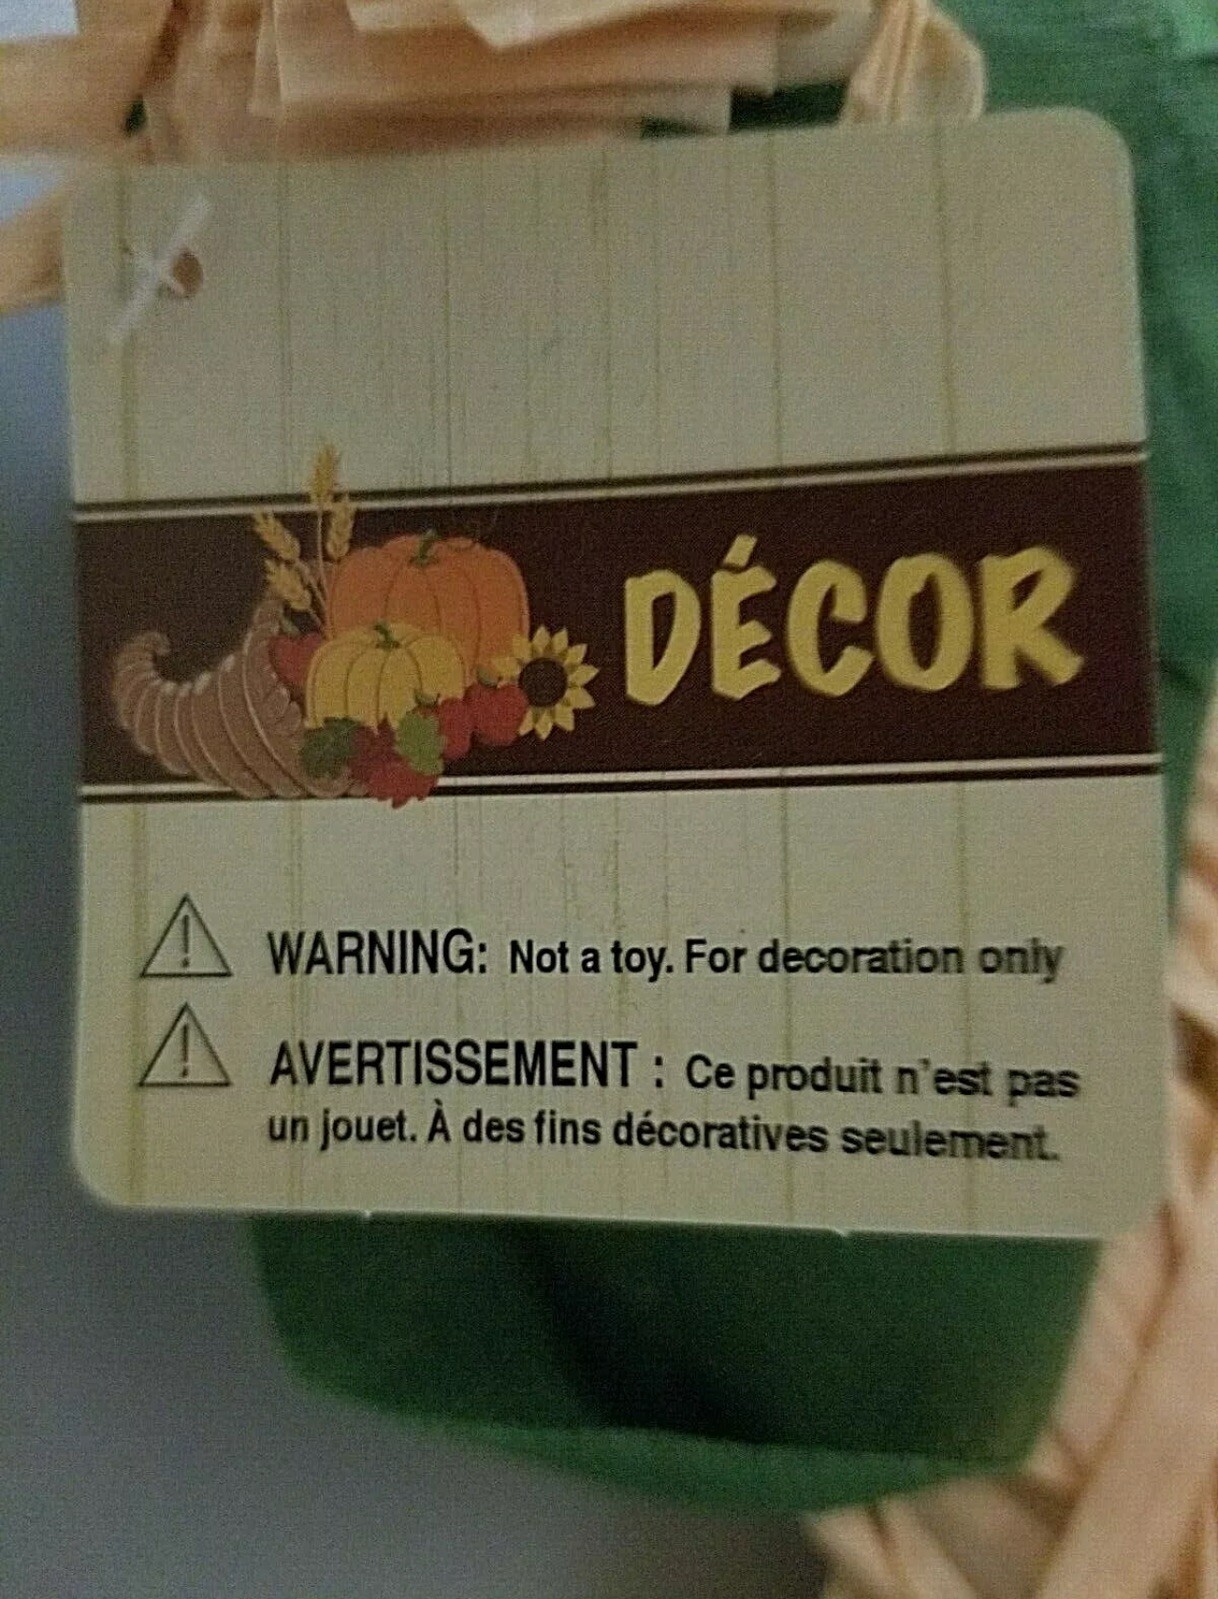 DÉCOR
WARNING: Not a toy. For decoration only
AVERTISSEMENT : Ce produit n'est pas
un jouet. À des fins décoratives seulement.